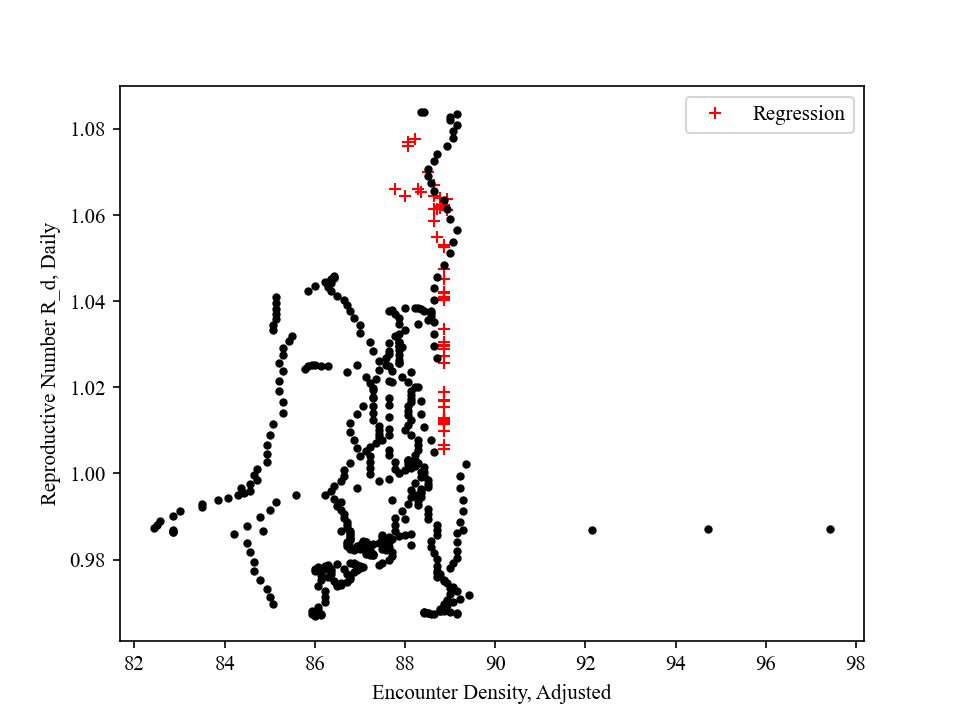 Regression
1.08
1.06
1.04
1.02
1.00
0.98
Reproductive Number R_d, Daily
82 84 86 88 90 92 94 96 98
Encounter Density, Adjusted